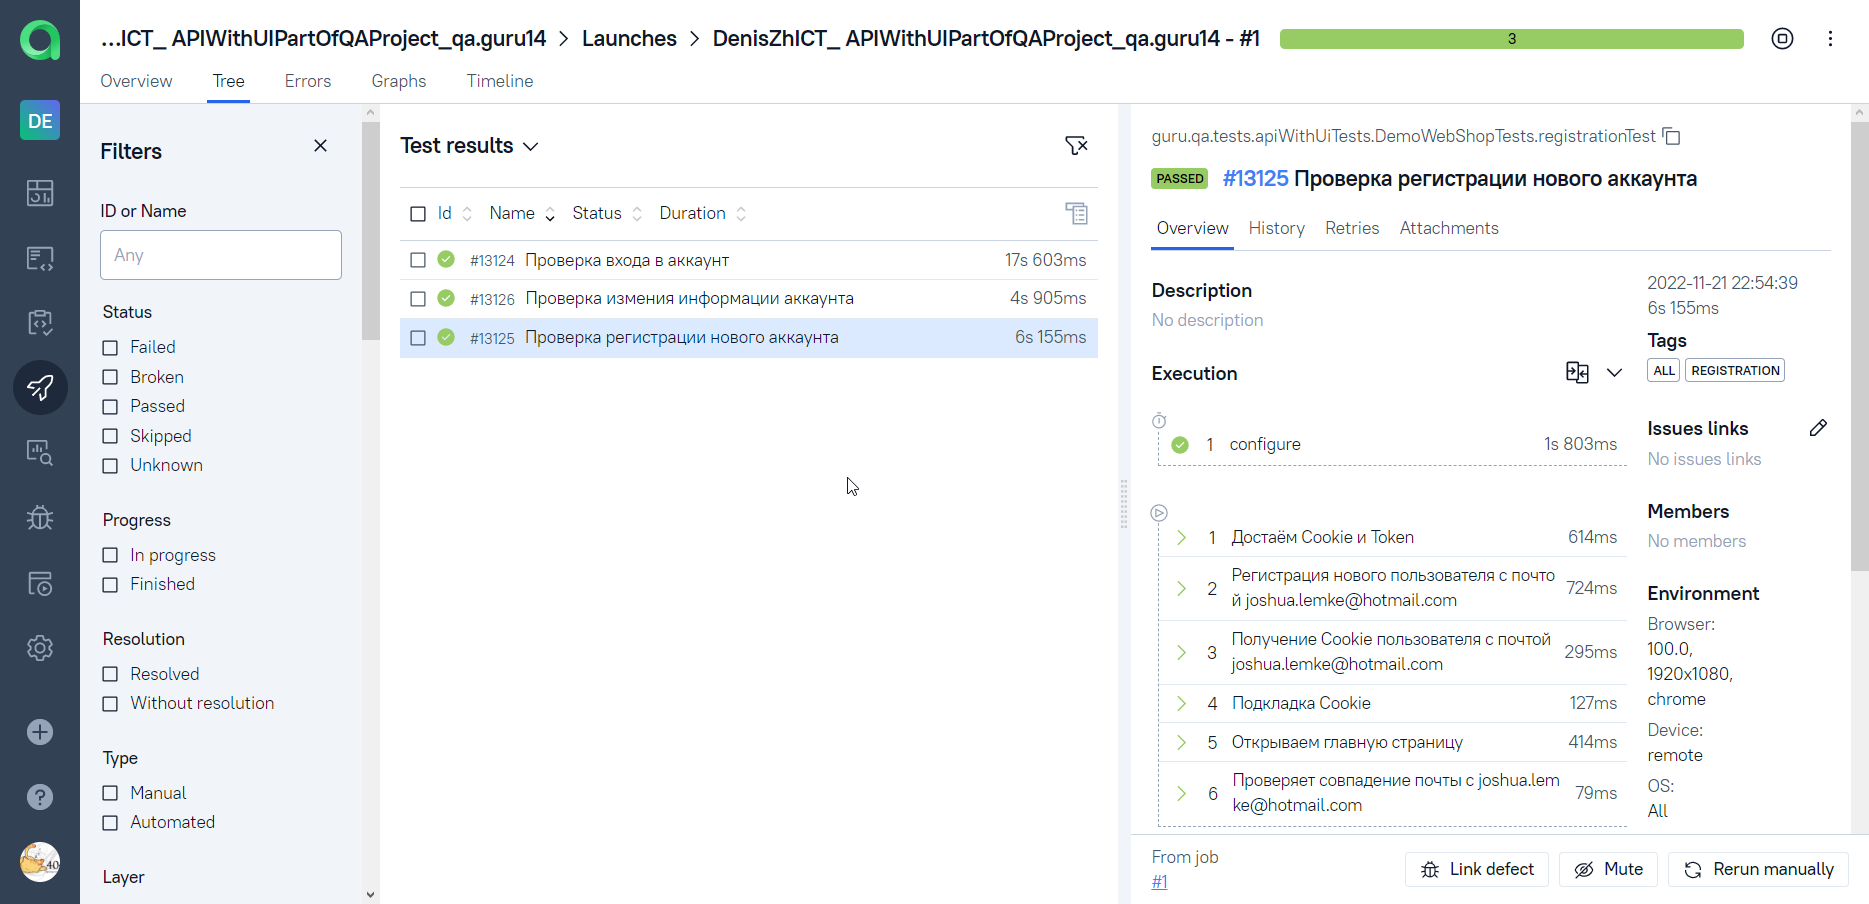 ...ICT_ APIWithUIPartOfQAProject_qa.guru14 > Launches > DenisZhICT_ APIWithUIPartOfQAProject_qa.guru14 - #1
3
Overview Tree Errors Graphs Timeline
DE
Filters
ID or Name
Any
Status
Failed
Broken
Passed
Skipped
Unknown
Progress
In progress
Finished
Resolution
Resolved
Without resolution
Type
Manual
Automated
Layer
40
Test results
Id Name Status Duration
#13124 Проверка входа в аккаунт 17s 603ms
#13126 Проверка измения информации аккаунта 4s 905ms
#13125 Проверка регистрации нового аккаунта 6s 155ms
guru.qa.tests.apiWithUiTests.DemoWebShopTests.registrationTest
PASSED #13125 Проверка регистрации нового аккаунта
Overview History Retries Attachments
Description
No description
Execution
1 configure 1s 803ms
1 Достаём Cookie и Token 614ms
2 Регистрация нового пользователя с почто
й joshua.lemke@hotmail.com 724ms
3 Получение Cookie пользователя с почтой
joshua.lemke@hotmail.com 295ms
4 Подкладка Cookie 127ms
5 Открываем главную страницу 414ms
6 Проверяет совпадение почты с joshua.lem
ke@hotmail.com 79ms
2022-11-21 22:54:39
6s 155ms
Tags
ALL REGISTRATION
Issues links
No issues links
Members
No members
Environment
Browser:
100.0,
1920x1080,
chrome
Device:
remote
OS:
All
From job
#1
Link defect Mute Rerun manually